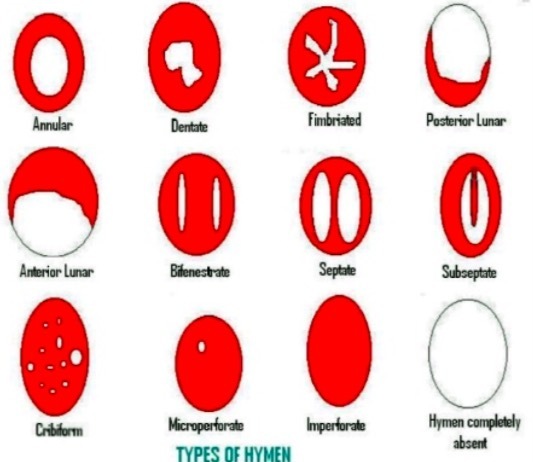 Annular
Dentate
Fimbriated
Posterior Lunar
Anterior Lunar
Bifenestrate
Septate
Subseptate
Cribiform
Microperforate
Imperforate
Hymen completely
absent
TYPES OF HYMEN